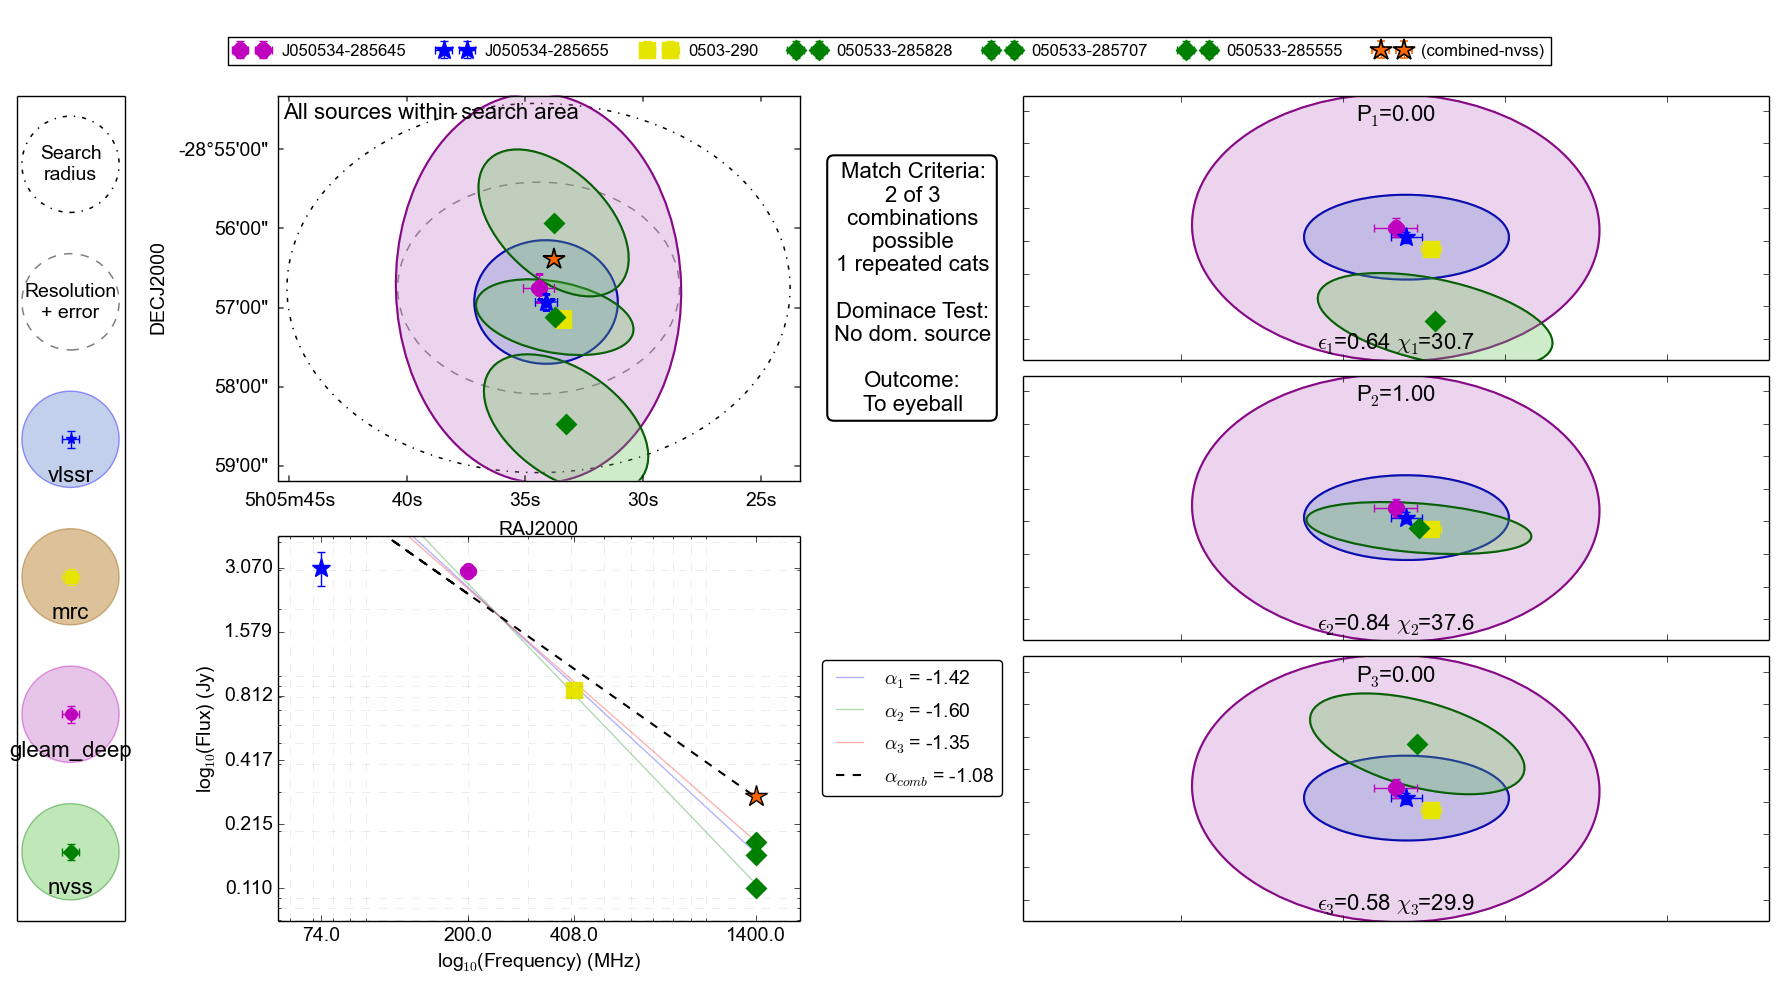 J050534-285645 J050534-285655 0503-290 050533-285828 050533-285707 050533-285555 (combined-nvss)
Search
radius
Resolution
+ error
vlssr
mrc
gleam_deep
nvss
All sources within search area
DECJ2000
-28°55'00"
56'00"
57'00"
58'00"
59'00"
5h05m45s 40s 35s 30s 25s
RAJ2000
Match Criteria:
2 of 3
combinations
possible
1 repeated cats
Dominace Test:
No dom. source
Outcome:
To eyeball
log10(Flux) (Jy)
3.070
1.579
0.812
0.417
0.215
0.110
74.0 200.0 408.0 1400.0
log10(Frequency) (MHz)
α1 = -1.42
α2 = -1.60
α3 = -1.35
αcomb = -1.08
P1=0.00
ϵ1=0.64 χ1=30.7
P2=1.00
ϵ2=0.84 χ2=37.6
P3=0.00
ϵ3=0.58 χ3=29.9